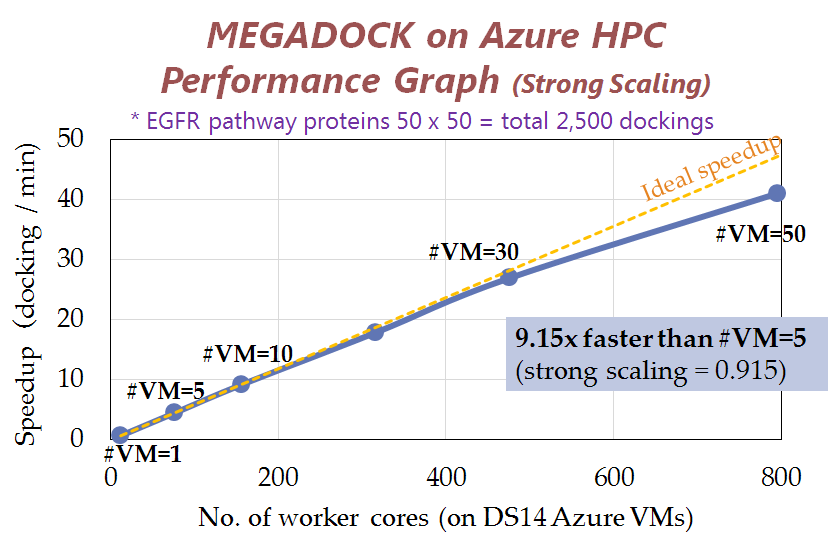 MEGADOCK on Azure HPC
Performance Graph (Strong Scaling)
* EGFR pathway proteins 50 x 50 = total 2,500 dockings
50
40
30
20
10
0
Speedup (docking / min)
Ideal speedup
#VM=50
#VM=30
#VM=10
#VM=5
#VM=1
9.15x faster than #VM=5
(strong scaling = 0.915)
0
200
400
600
800
No. of worker cores (on DS14 Azure VMs)